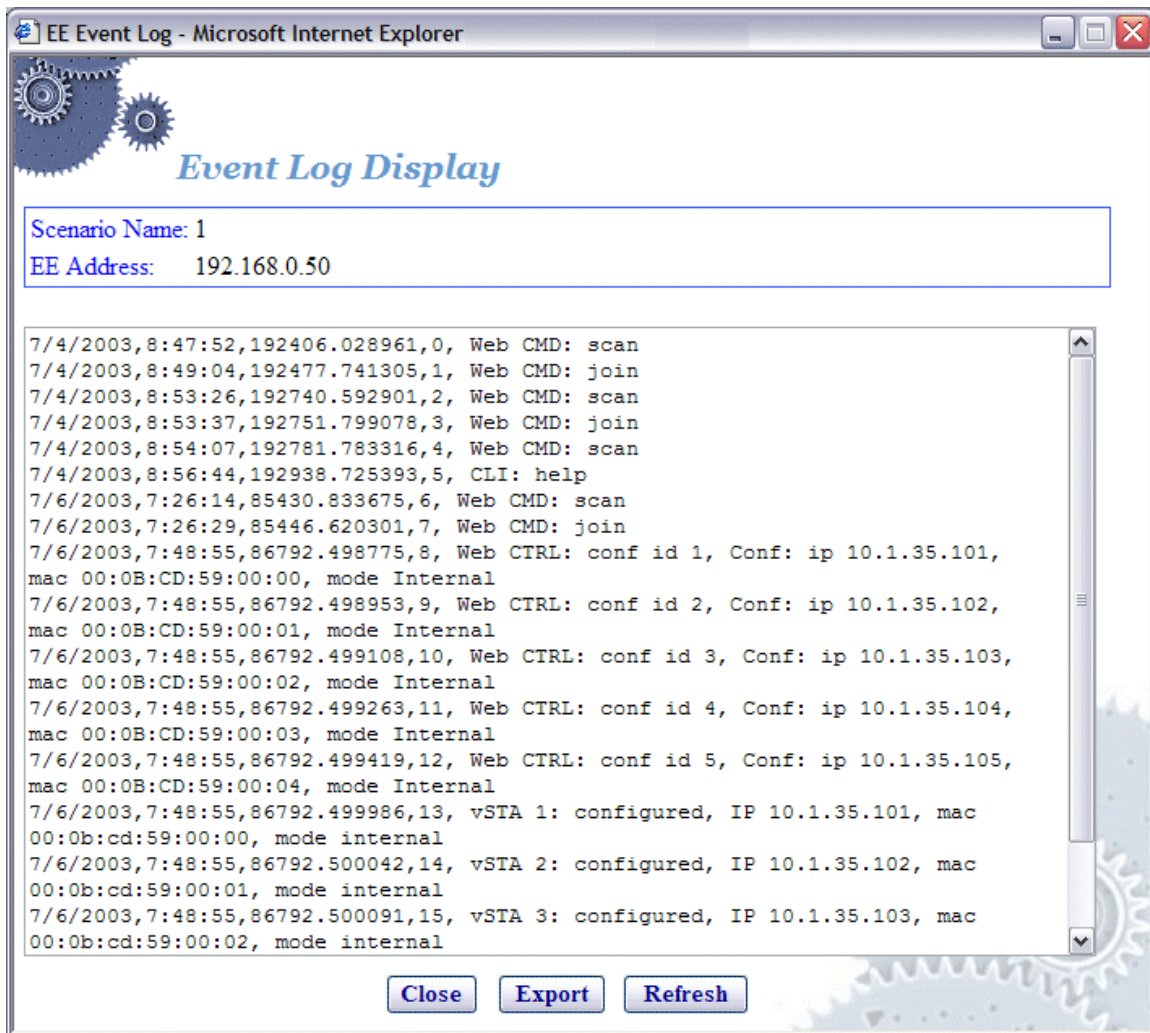 EE Event Log - Microsoft Internet Explorer
Event Log Display
Scenario Name: 1
EE Address: 192.168.0.50
7/4/2003,8:47:52,192406.028961,0, Web CMD: scan
7/4/2003,8:49:04,192477.741305,1, Web CMD: join
7/4/2003,8:53:26,192740.592901,2, Web CMD: scan
7/4/2003,8:53:37,192751.799078,3, Web CMD: join
7/4/2003,8:54:07,192781.783316,4, Web CMD: scan
7/4/2003,8:56:44,192938.725393,5, CLI: help
7/6/2003,7:26:14,85430.833675,6, Web CMD: scan
7/6/2003,7:26:29,85446.620301,7, Web CMD: join
7/6/2003,7:48:55,86792.498775,8, Web CTRL: conf id 1, Conf: ip 10.1.35.101,
mac 00:0B:CD:59:00:00, mode Internal
7/6/2003,7:48:55,86792.498953,9, Web CTRL: conf id 2, Conf: ip 10.1.35.102,
mac 00:0B:CD:59:00:01, mode Internal
7/6/2003,7:48:55,86792.499108,10, Web CTRL: conf id 3, Conf: ip 10.1.35.103,
mac 00:0B:CD:59:00:02, mode Internal
7/6/2003,7:48:55,86792.499263,11, Web CTRL: conf id 4, Conf: ip 10.1.35.104,
mac 00:0B:CD:59:00:03, mode Internal
7/6/2003,7:48:55,86792.499419,12, Web CTRL: conf id 5, Conf: ip 10.1.35.105,
mac 00:0B:CD:59:00:04, mode Internal
7/6/2003,7:48:55,86792.499986,13, vSTA 1: configured, IP 10.1.35.101, mac
00:0b:cd:59:00:00, mode internal
7/6/2003,7:48:55,86792.500042,14, vSTA 2: configured, IP 10.1.35.102, mac
00:0b:cd:59:00:01, mode internal
7/6/2003,7:48:55,86792.500091,15, vSTA 3: configured, IP 10.1.35.103, mac
00:0b:cd:59:00:02, mode internal
Close Export Refresh